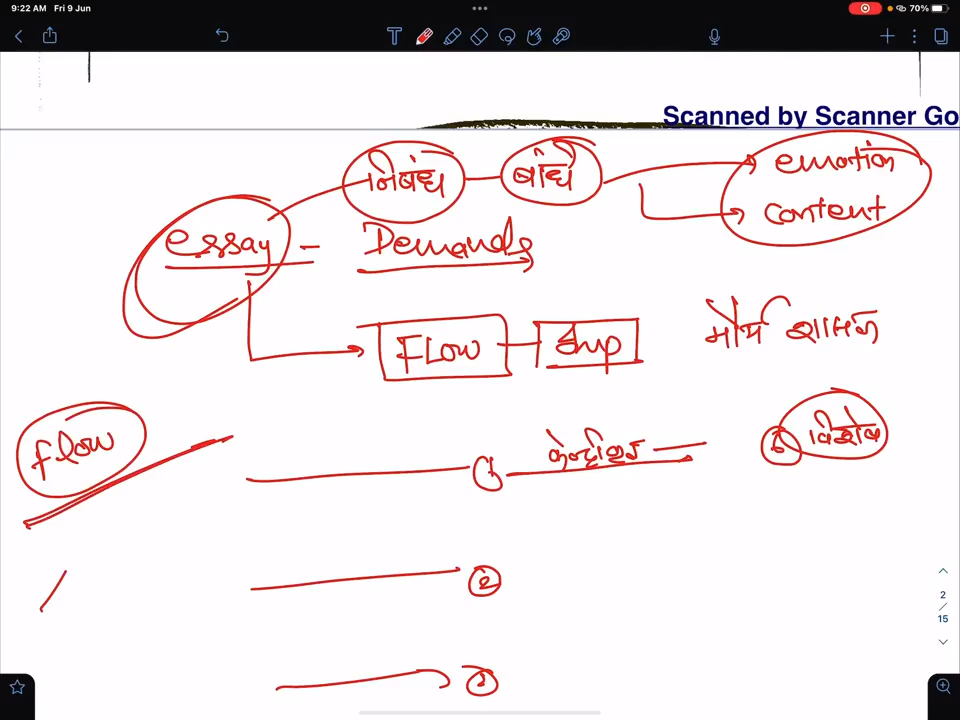 9:22 AM Fri 9 Jun
70%
Scanned by Scanner Go
निबंध बांधे emotion
content
essay - Demands
Flow
मौर्य शासन
Flow
केन्द्रीकृत
2
15